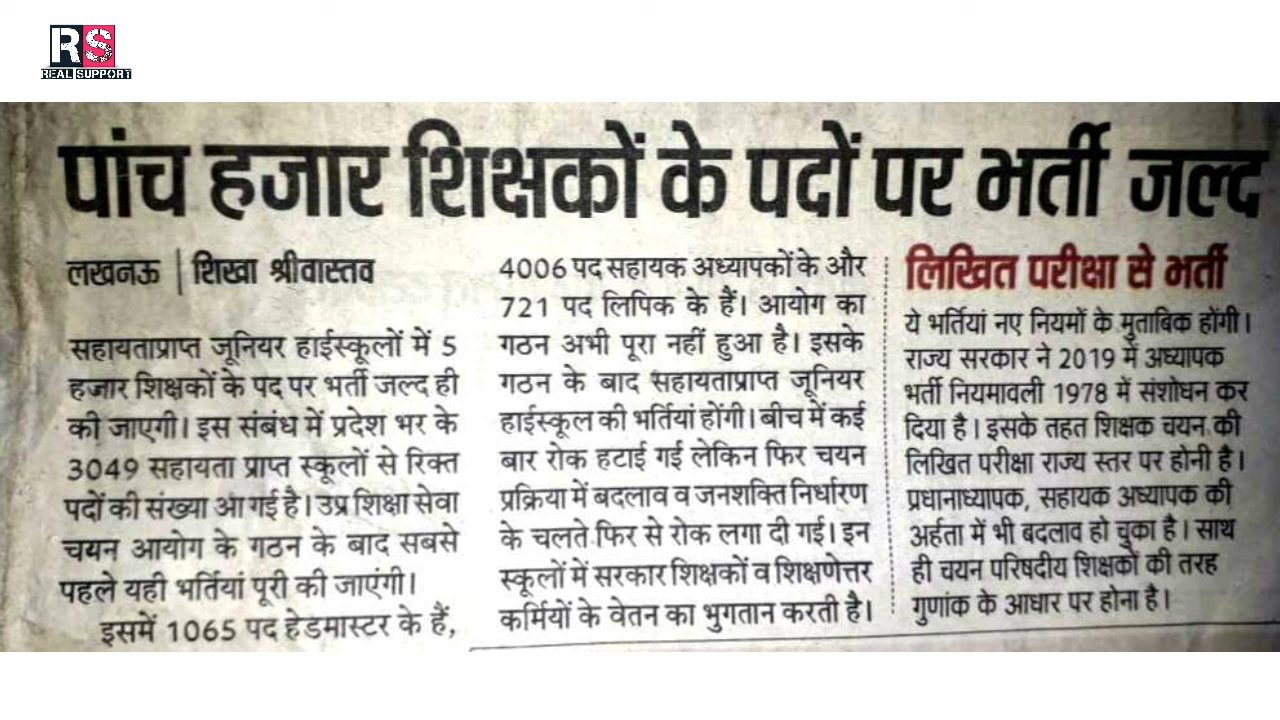 RS
REAL SUPPORT
पांच हजार शिक्षकों के पदों पर भर्ती जल्द
लखनऊ | शिखा श्रीवास्तव
सहायताप्राप्त जूनियर हाईस्कूलों में 5
हजार शिक्षकों के पद पर भर्ती जल्द ही
की जाएगी। इस संबंध में प्रदेश भर के
3049 सहायता प्राप्त स्कूलों से रिक्त
पदों की संख्या आ गई है। उप्र शिक्षा सेवा
चयन आयोग के गठन के बाद सबसे
पहले यही भर्तियां पूरी की जाएंगी।
इसमें 1065 पद हेडमास्टर के हैं,
4006 पद सहायक अध्यापकों के और
721 पद लिपिक के हैं। आयोग का
गठन अभी पूरा नहीं हुआ है। इसके
गठन के बाद सहायताप्राप्त जूनियर
हाईस्कूल की भर्तियां होंगी। बीच में कई
बार रोक हटाई गई लेकिन फिर चयन
प्रक्रिया में बदलाव व जनशक्ति निर्धारण
के चलते फिर से रोक लगा दी गई। इन
स्कूलों में सरकार शिक्षकों व शिक्षणेत्तर
कर्मियों के वेतन का भुगतान करती है।
लिखित परीक्षा से भर्ती
ये भर्तियां नए नियमों के मुताबिक होंगी।
राज्य सरकार ने 2019 में अध्यापक
भर्ती नियमावली 1978 में संशोधन कर
दिया है। इसके तहत शिक्षक चयन की
लिखित परीक्षा राज्य स्तर पर होनी है।
प्रधानाध्यापक, सहायक अध्यापक की
अर्हता में भी बदलाव हो चुका है। साथ
ही चयन परिषदीय शिक्षकों की तरह
गुणांक के आधार पर होना है।